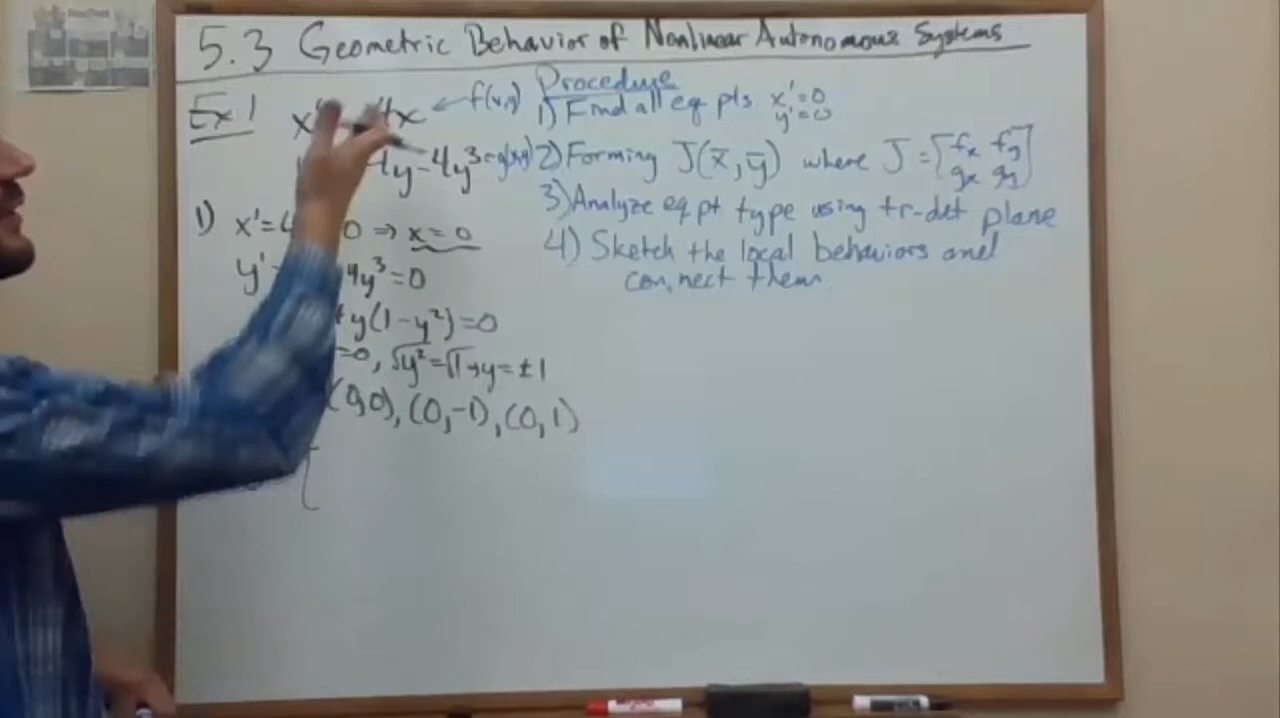 5.3 Geometric Behavior of Nonlinear Autonomous Systems
Ex 1
4x ← f(x,y)
4y-4y³=g(x,y)
Procedure
1) Find all eq pts x'=0
y'=0
2) Forming J(x̄,ȳ) where J = [fx fy
gx gy]
3) Analyze eq pt type using tr-det plane
4) Sketch the local behaviors and
connect them
1) x'=4 0 ⇒ x=0
y' 4y³=0
y(1-y²)=0
=0, √y²=√1→y=±1
(0,0), (0,-1), (0,1)
[